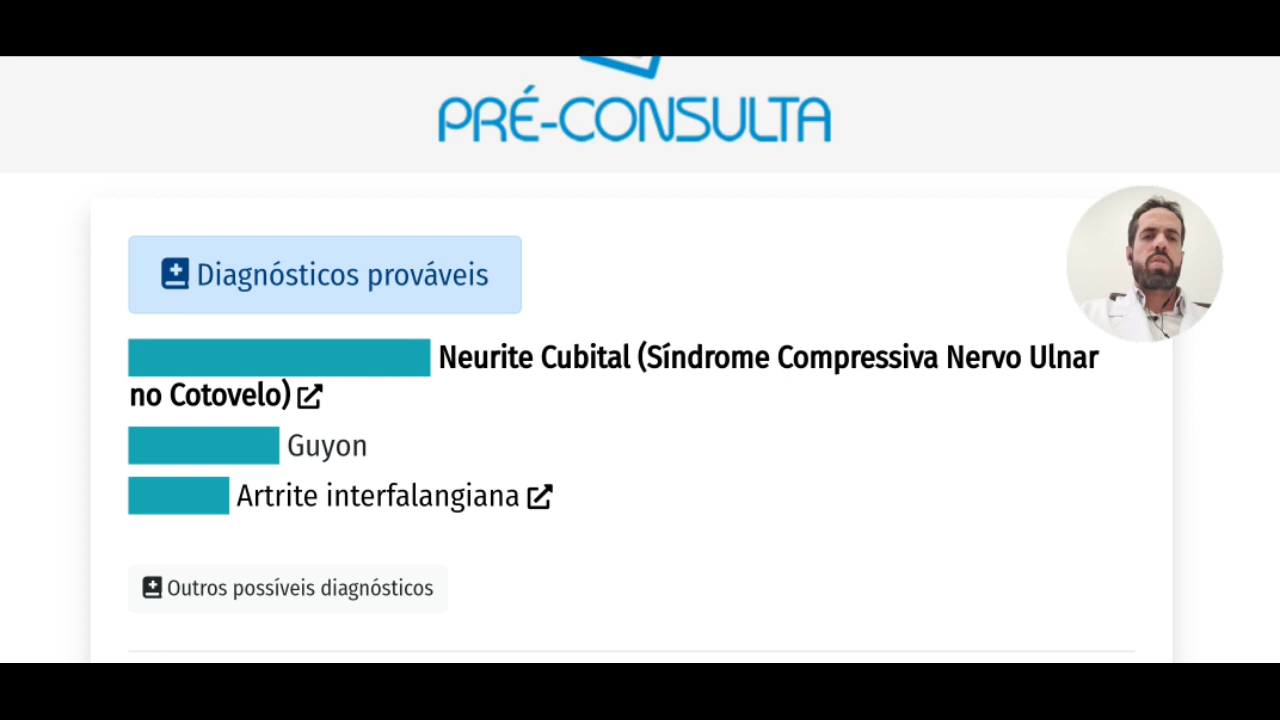 PRÉ-CONSULTA
Diagnósticos prováveis
Neurite Cubital (Síndrome Compressiva Nervo Ulnar
no Cotovelo)
Guyon
Artrite interfalangiana
Outros possíveis diagnósticos